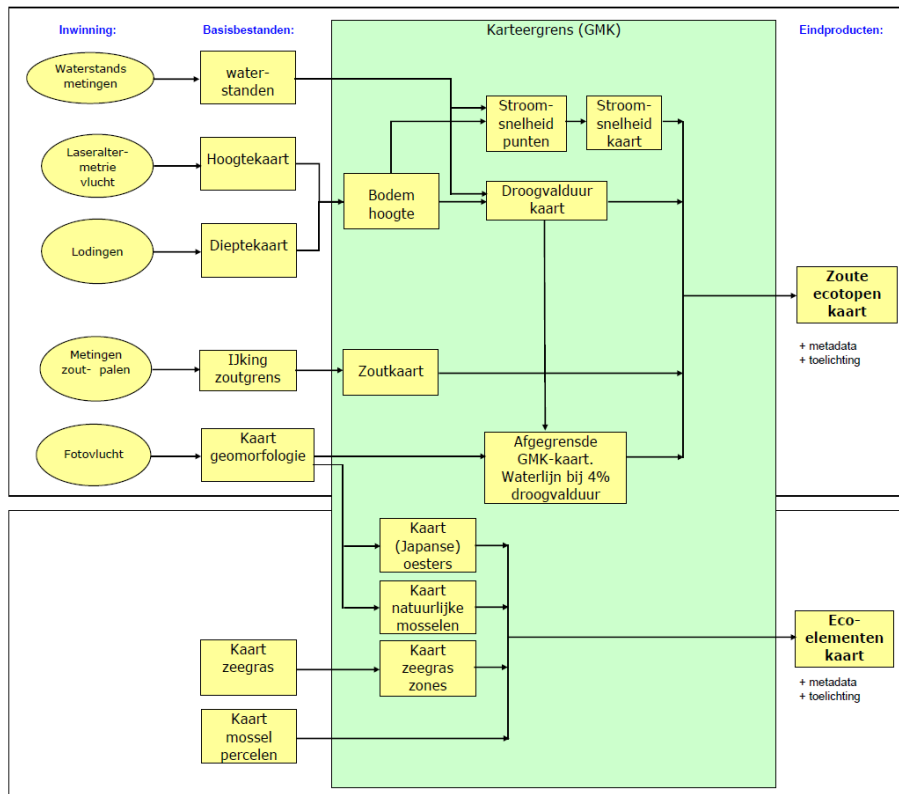 Inwinning:
Basisbestanden:
Karteergrens (GMK)
Eindproducten:
Waterstands
metingen
water-
standen
Stroom-
snelheid
punten
Stroom-
snelheid
kaart
Laseralter-
metrie
vlucht
Hoogtekaart
Bodem
hoogte
Droogvalduur
kaart
Lodingen
Dieptekaart
Zoute
ecotopen
kaart
+ metadata
+ toelichting
Metingen
zout- palen
IJking
zoutgrens
Zoutkaart
Fotovlucht
Kaart
geomorfologie
Afgegrensde
GMK-kaart.
Waterlijn bij 4%
droogvalduur
Kaart
(Japanse)
oesters
Kaart
natuurlijke
mosselen
Eco-
elementen
kaart
+ metadata
+ toelichting
Kaart
zeegras
Kaart
zeegras
zones
Kaart
mossel
percelen